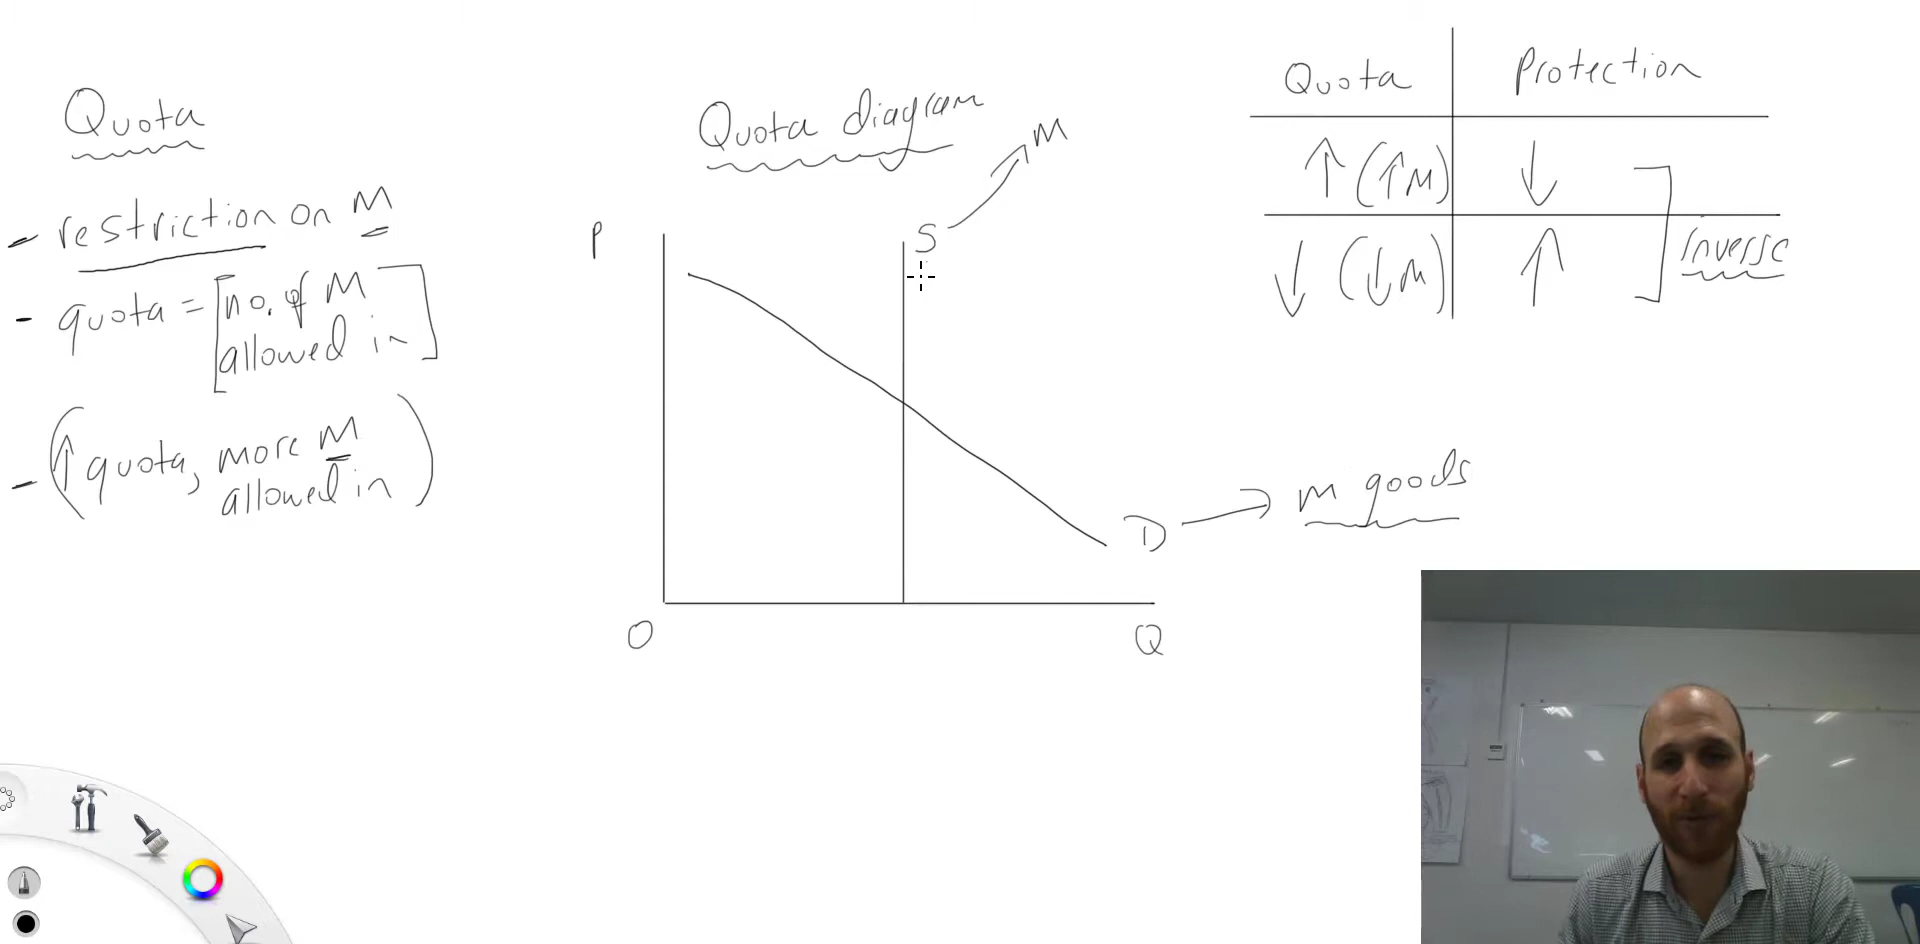 Quota
- restriction on M
- quota = [no. of M
allowed in]
- (↑ quota, more M
allowed in)
Quota diagram
M
P
S
D → M goods
O
Q
Quota Protection
↑ (↑M) ↓
↓ (↓M) ↑
inverse